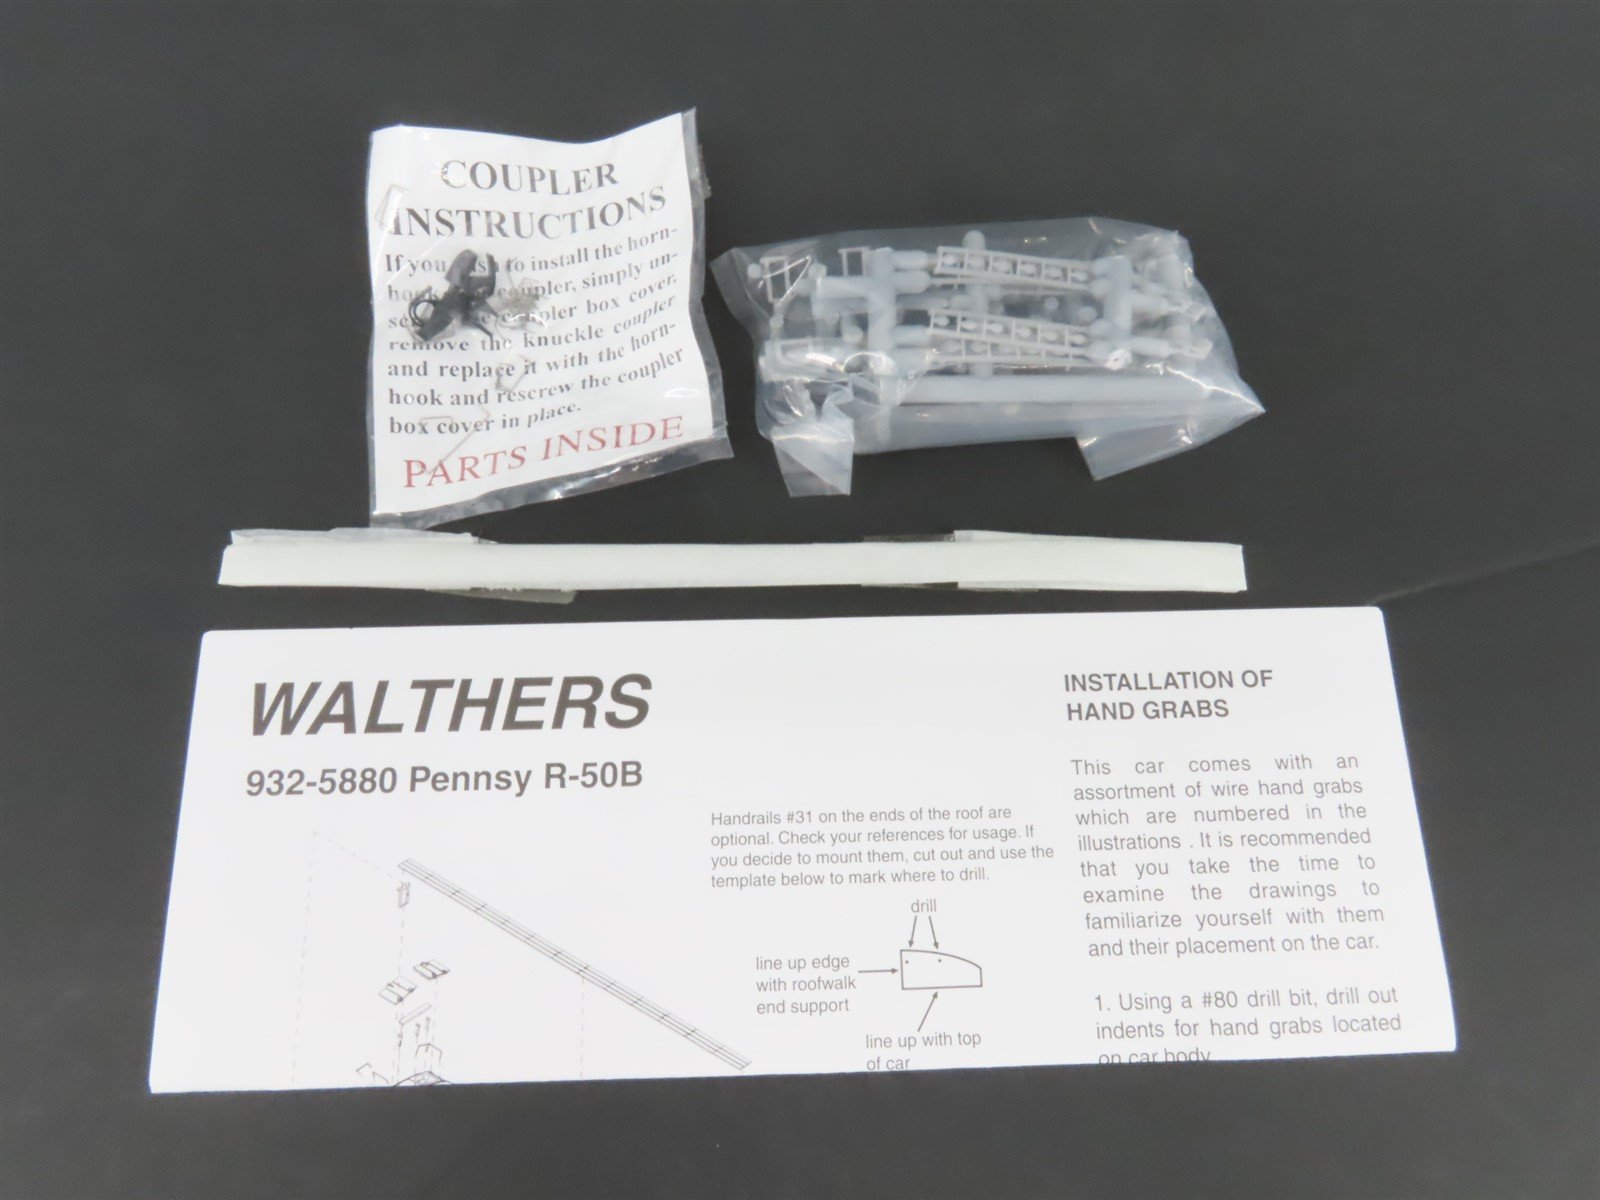 COUPLER
INSTRUCTIONS
If you to install the horn-
coupler, simply un-
coupler box cover,
remove the knuckle coupler
and replace it with the horn-
hook and rescrew the coupler
box cover in place.
PARTS INSIDE
WALTHERS
932-5880 Pennsy R-50B
Handrails #31 on the ends of the roof are
optional. Check your references for usage. If
you decide to mount them, cut out and use the
template below to mark where to drill.
drill
line up edge
with roofwalk
end support
line up with top
of car
INSTALLATION OF
HAND GRABS
This car comes with an
assortment of wire hand grabs
which are numbered in the
illustrations . It is recommended
that you take the time to
examine the drawings to
familiarize yourself with them
and their placement on the car.
1. Using a #80 drill bit, drill out
indents for hand grabs located
on car body